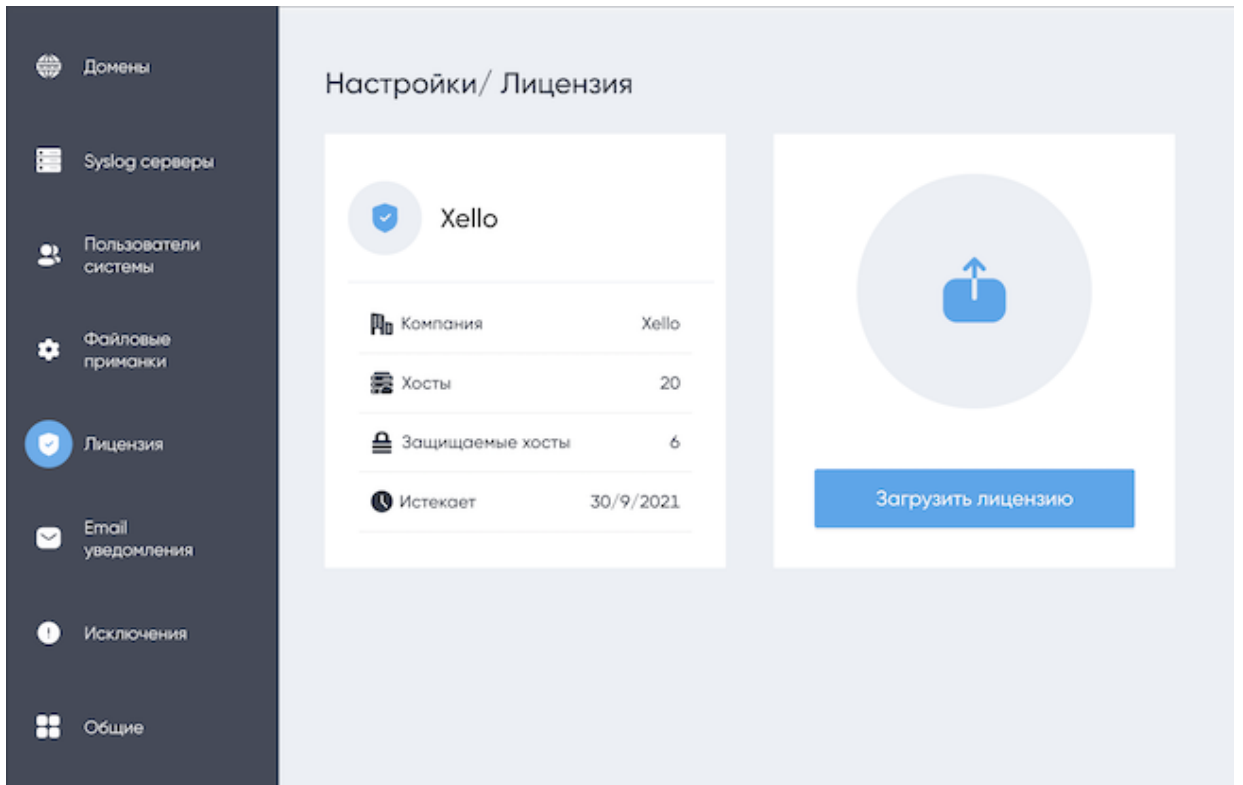 Домены
Syslog серверы
Пользователи
системы
Файловые
приманки
Лицензия
Email
уведомления
Исключения
Общие
Настройки/ Лицензия
Xello
Компания Xello
Хосты 20
Защищаемые хосты 6
Истекает 30/9/2021
Загрузить лицензию